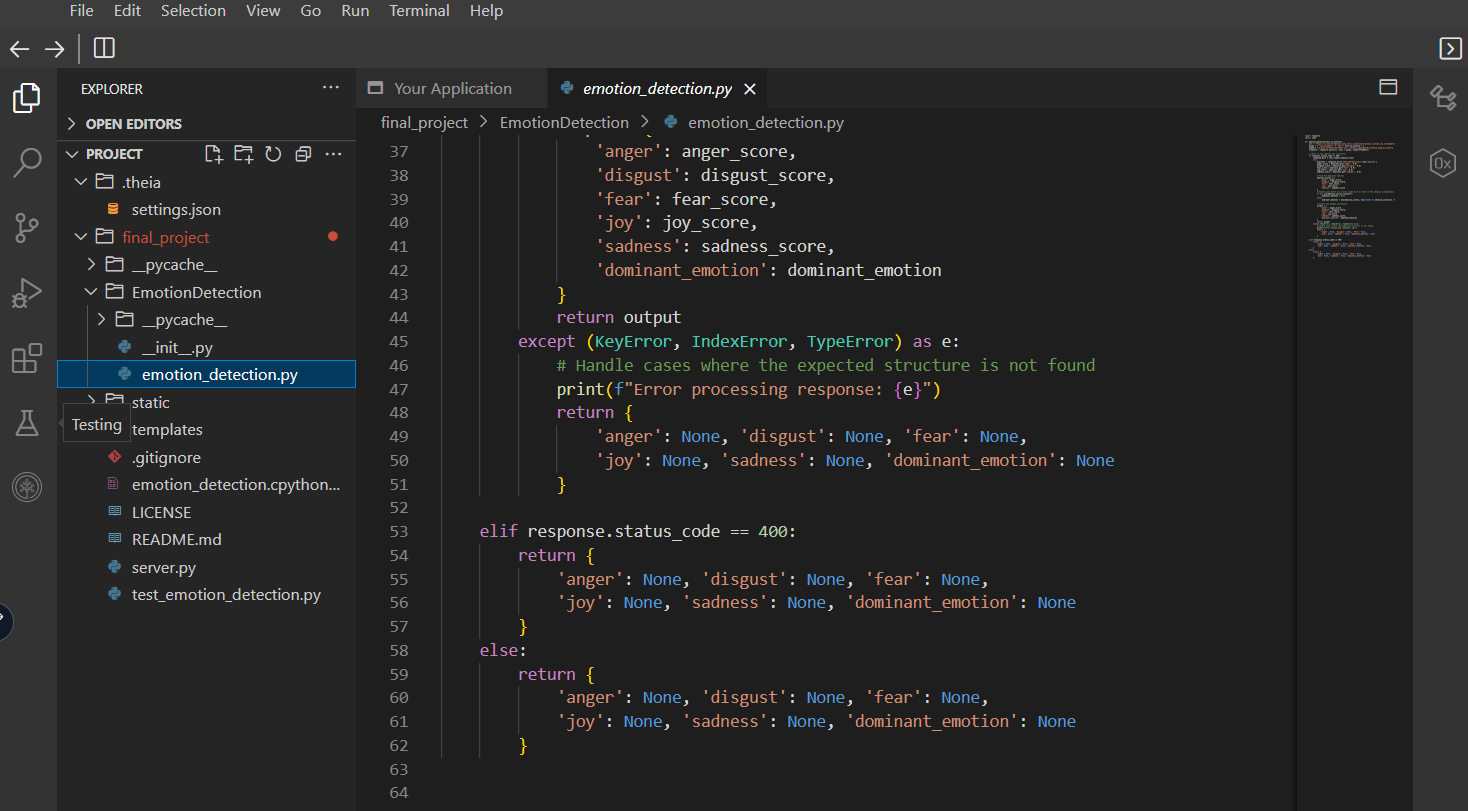 File Edit Selection View Go Run Terminal Help
EXPLORER
OPEN EDITORS
PROJECT
.theia
settings.json
final_project
__pycache__
EmotionDetection
__pycache__
__init__.py
emotion_detection.py
static
Testing
templates
.gitignore
emotion_detection.cpython...
LICENSE
README.md
server.py
test_emotion_detection.py
Your Application emotion_detection.py
final_project > EmotionDetection > emotion_detection.py
37 'anger': anger_score,
38 'disgust': disgust_score,
39 'fear': fear_score,
40 'joy': joy_score,
41 'sadness': sadness_score,
42 'dominant_emotion': dominant_emotion
43 }
44 return output
45 except (KeyError, IndexError, TypeError) as e:
46 # Handle cases where the expected structure is not found
47 print(f"Error processing response: {e}")
48 return {
49 'anger': None, 'disgust': None, 'fear': None,
50 'joy': None, 'sadness': None, 'dominant_emotion': None
51 }
52
53 elif response.status_code == 400:
54 return {
55 'anger': None, 'disgust': None, 'fear': None,
56 'joy': None, 'sadness': None, 'dominant_emotion': None
57 }
58 else:
59 return {
60 'anger': None, 'disgust': None, 'fear': None,
61 'joy': None, 'sadness': None, 'dominant_emotion': None
62 }
63
64
0x